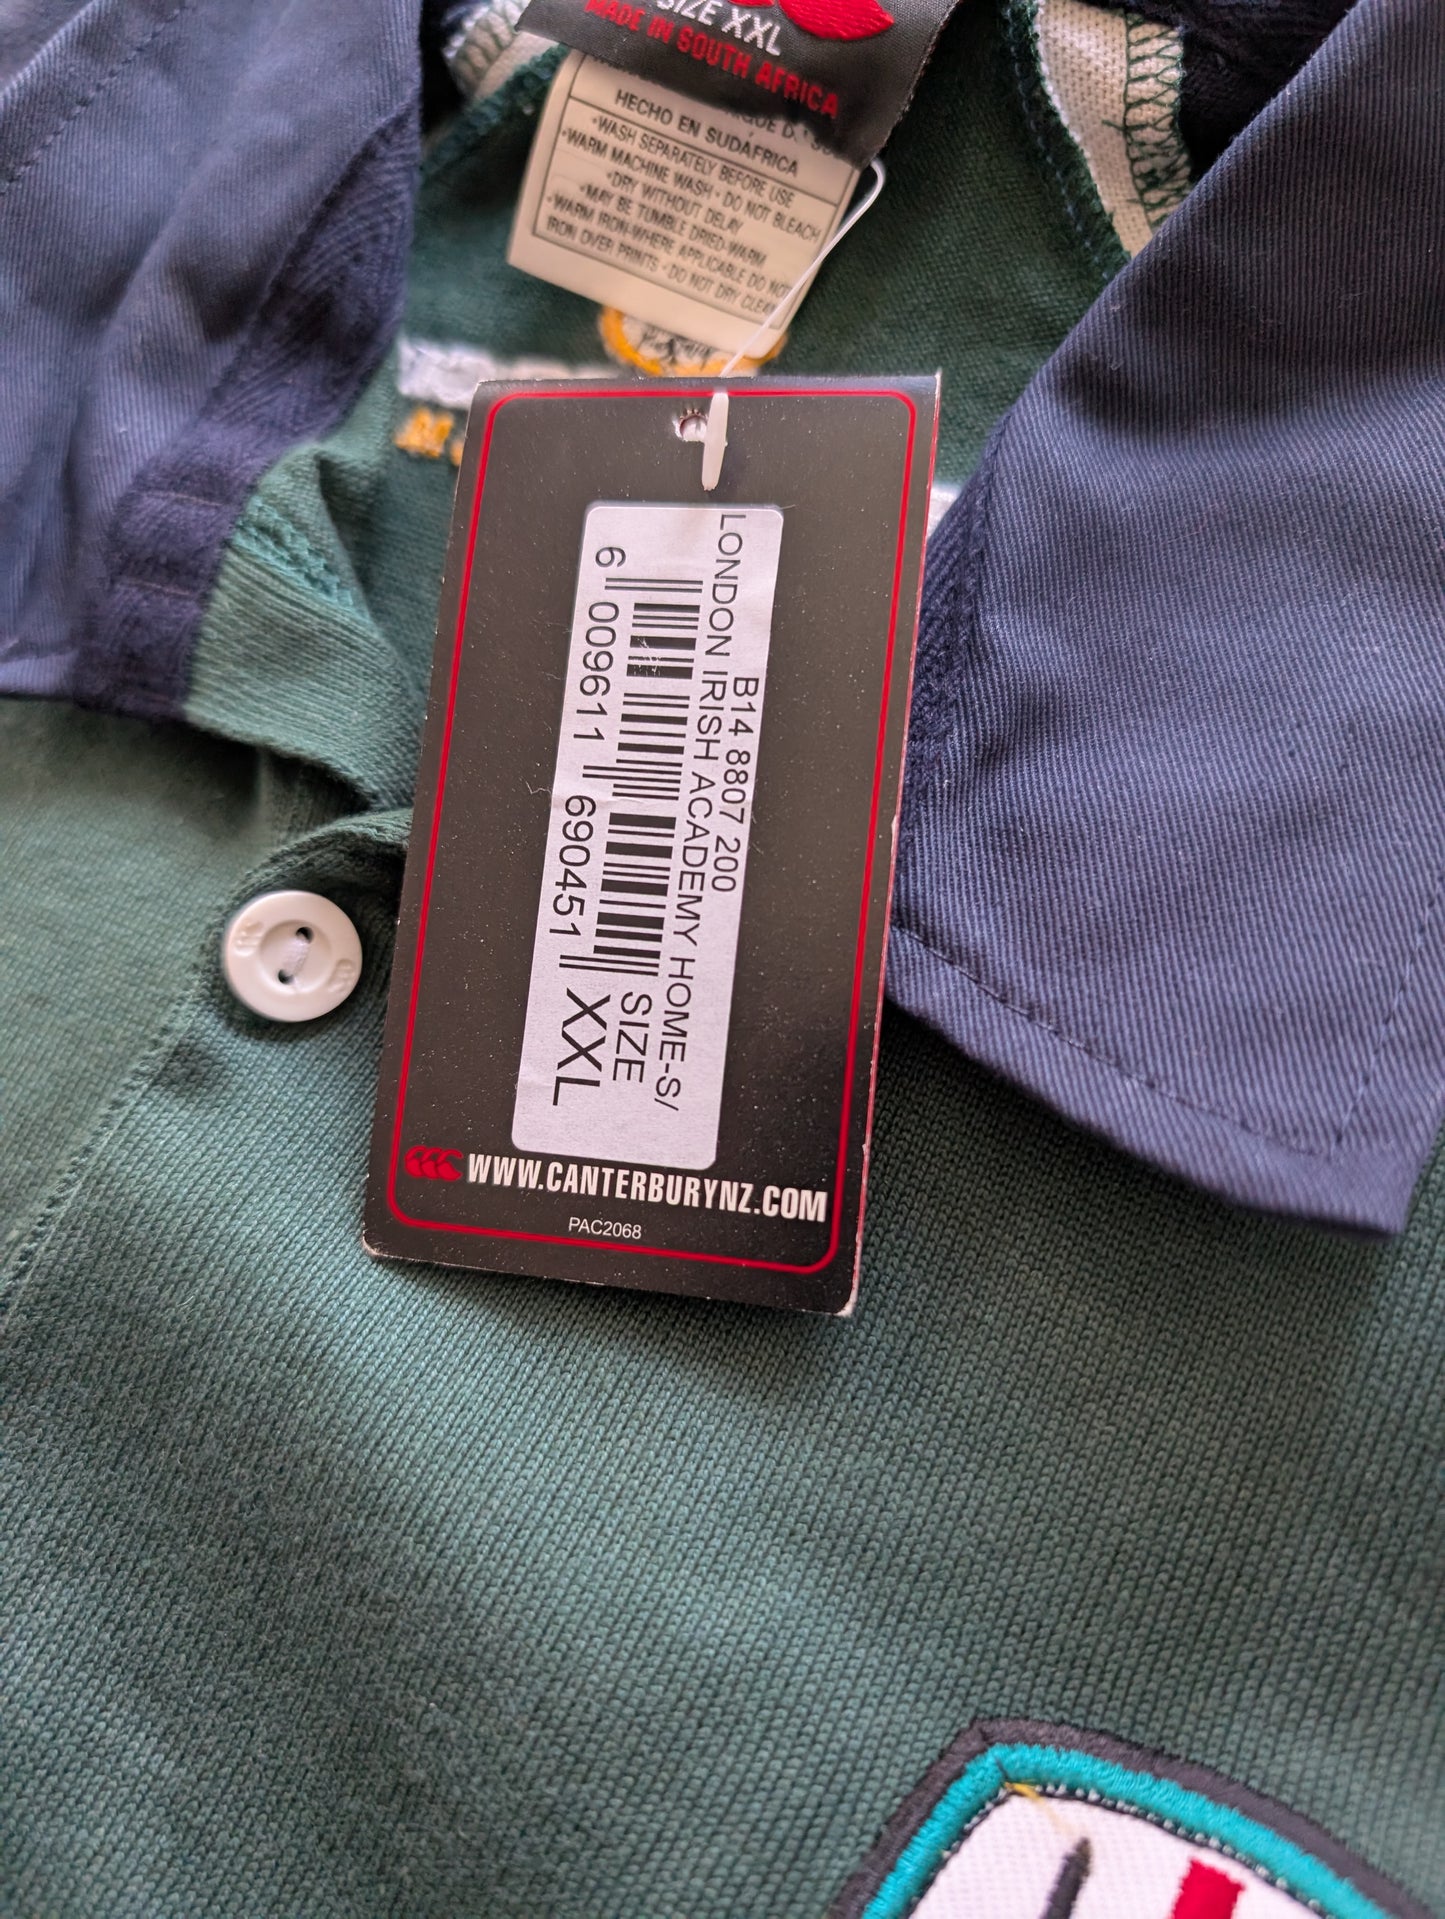 SIZE XXL
MADE IN SOUTH AFRICA
HECHO EN SUDAFRICA
•WASH SEPARATELY BEFORE USE
•WARM MACHINE WASH • DO NOT BLEACH
•DRY WITHOUT DELAY
•MAY BE TUMBLE DRIED-WARM
•WARM IRON-WHERE APPLICABLE DO NOT
IRON OVER PRINTS • DO NOT DRY CLEAN
B14 8807 200
LONDON IRISH ACADEMY HOME-S/
SIZE
XXL
6 009611 690451
WWW.CANTERBURYNZ.COM
PAC2068